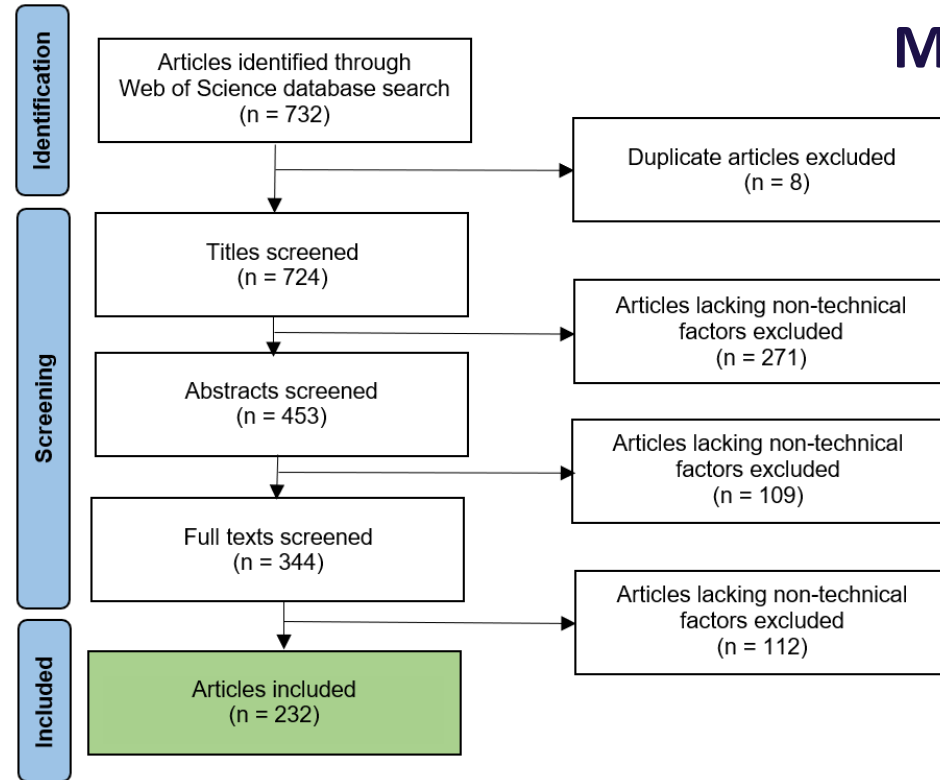 M
Identification
Articles identified through
Web of Science database search
(n = 732)
Duplicate articles excluded
(n = 8)
Screening
Titles screened
(n = 724)
Articles lacking non-technical
factors excluded
(n = 271)
Abstracts screened
(n = 453)
Articles lacking non-technical
factors excluded
(n = 109)
Full texts screened
(n = 344)
Articles lacking non-technical
factors excluded
(n = 112)
Included
Articles included
(n = 232)